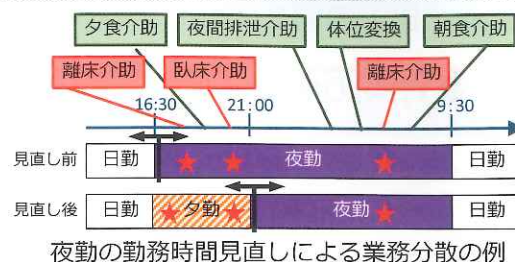 夕食介助 夜間排泄介助 体位変換 朝食介助
離床介助 臥床介助 離床介助
16:30 21:00 9:30
見直し前 日勤 夜勤 日勤
見直し後 日勤 夕勤 夜勤 日勤
夜勤の勤務時間見直しによる業務分散の例